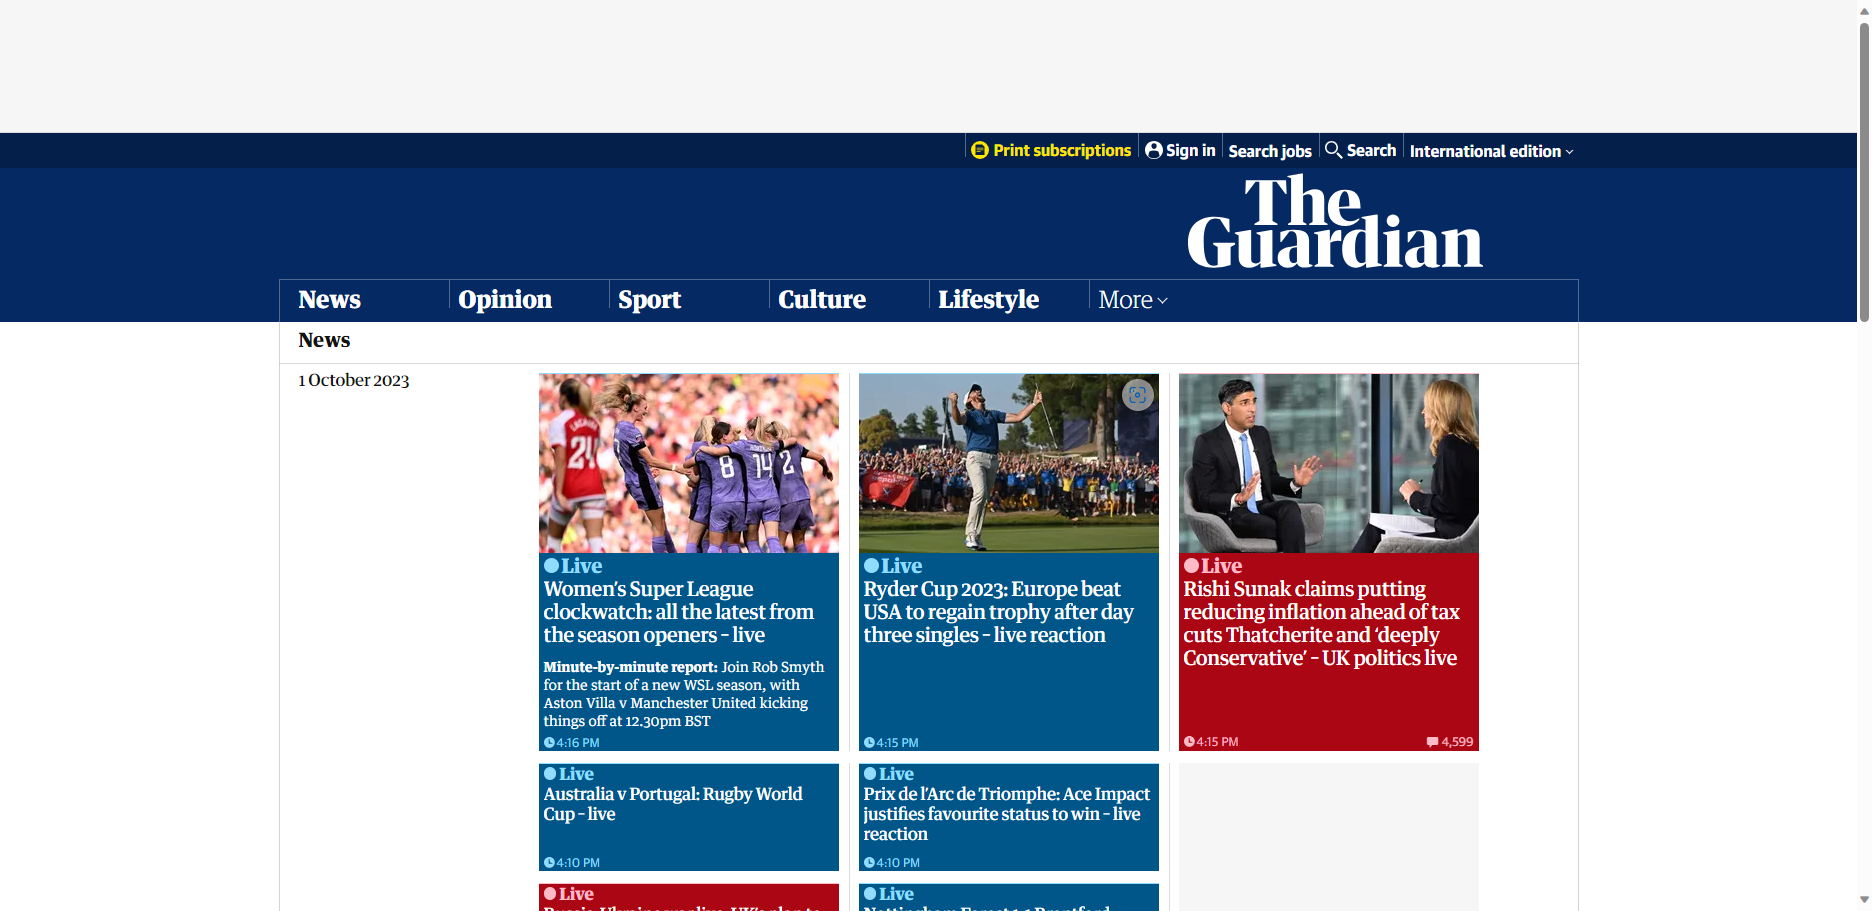 Print subscriptions
Sign in
Search jobs
Search
International edition
The
Guardian
News
Opinion
Sport
Culture
Lifestyle
More
News
1 October 2023
24
8
14
2
Live
Women's Super League
clockwatch: all the latest from
the season openers – live
Minute-by-minute report: Join Rob Smyth
for the start of a new WSL season, with
Aston Villa v Manchester United kicking
things off at 12.30pm BST
4:16 PM
Live
Ryder Cup 2023: Europe beat
USA to regain trophy after day
three singles – live reaction
4:15 PM
Live
Rishi Sunak claims putting
reducing inflation ahead of tax
cuts Thatcherite and ‘deeply
Conservative’ – UK politics live
4:15 PM
4,599
Live
Australia v Portugal: Rugby World
Cup – live
4:10 PM
Live
Prix de l'Arc de Triomphe: Ace Impact
justifies favourite status to win – live
reaction
4:10 PM
Live
Live